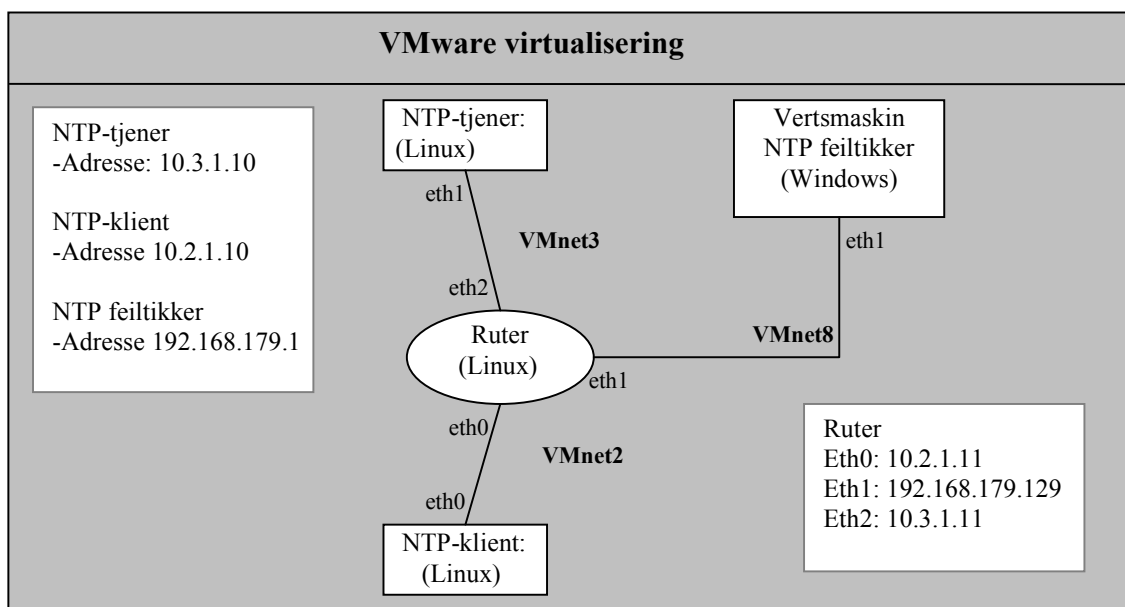 VMware virtualisering
NTP-tjener
-Adresse: 10.3.1.10
NTP-klient
-Adresse 10.2.1.10
NTP feiltikker
-Adresse 192.168.179.1
NTP-tjener:
(Linux)
Vertsmaskin
NTP feiltikker
(Windows)
eth1
VMnet3
eth1
eth2
Ruter
(Linux)
VMnet8
eth1
eth0
VMnet2
eth0
NTP-klient:
(Linux)
Ruter
Eth0: 10.2.1.11
Eth1: 192.168.179.129
Eth2: 10.3.1.11